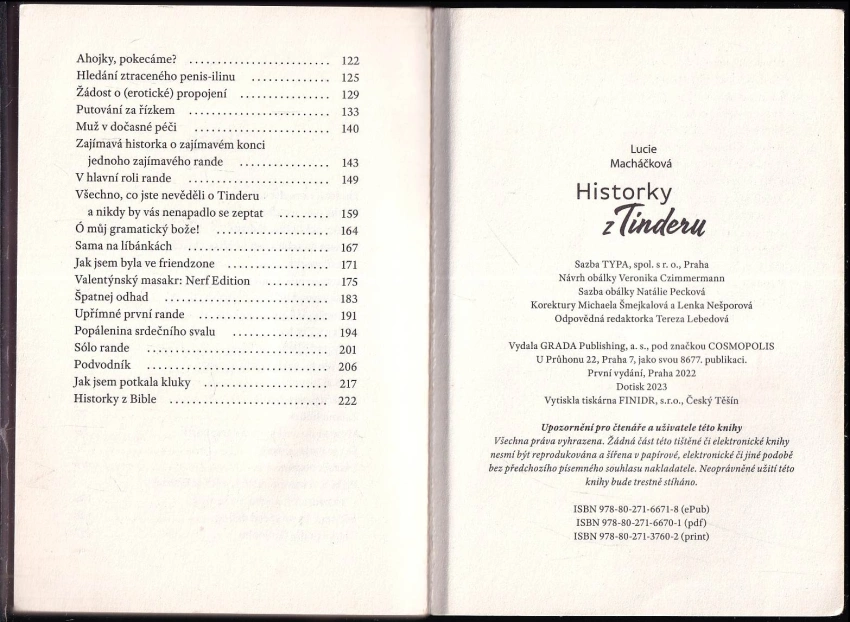 Ahojky, pokecáme? .......................... 122
Hledání ztraceného penis-ilinu .............. 125
Žádost o (erotické) propojení ................ 129
Putování za řízkem .......................... 133
Muž v dočasné péči ........................ 140
Zajímavá historka o zajímavém konci
jednoho zajímavého rande ................ 143
V hlavní roli rande .......................... 149
Všechno, co jste nevěděli o Tinderu
a nikdy by vás nenapadlo se zeptat ......... 159
Ó můj gramatický bože! .................... 164
Sama na líbánkách .......................... 167
Jak jsem byla ve friendzone .................. 171
Valentýnský masakr: Nerf Edition ............ 175
Špatnej odhad .............................. 183
Upřímné první rande ........................ 191
Popálenina srdečního svalu .................... 194
Sólo rande ................................ 201
Podvodník ................................ 206
Jak jsem potkala kluky ........................ 217
Historky z Bible .............................. 222
Lucie
Macháčková
Historky
z Tinderu
Sazba TYPA, spol. s r. o., Praha
Návrh obálky Veronika Czimmermann
Sazba obálky Natálie Pecková
Korektury Michaela Šmejkalová a Lenka Nešporová
Odpovědná redaktorka Tereza Lebedová
Vydala GRADA Publishing, a. s., pod značkou COSMOPOLIS
U Průhonu 22, Praha 7, jako svou 8677. publikaci.
První vydání, Praha 2022
Dotisk 2023
Vytiskla tiskárna FINIDR, s.r.o., Český Těšín
Upozornění pro čtenáře a uživatele této knihy
Všechna práva vyhrazena. Žádná část této tištěné či elektronické knihy
nesmí být reprodukována a šířena v papírové, elektronické či jiné podobě
bez předchozího písemného souhlasu nakladatele. Neoprávněné užití této
knihy bude trestně stíháno.
ISBN 978-80-271-6671-8 (ePub)
ISBN 978-80-271-6670-1 (pdf)
ISBN 978-80-271-3760-2 (print)